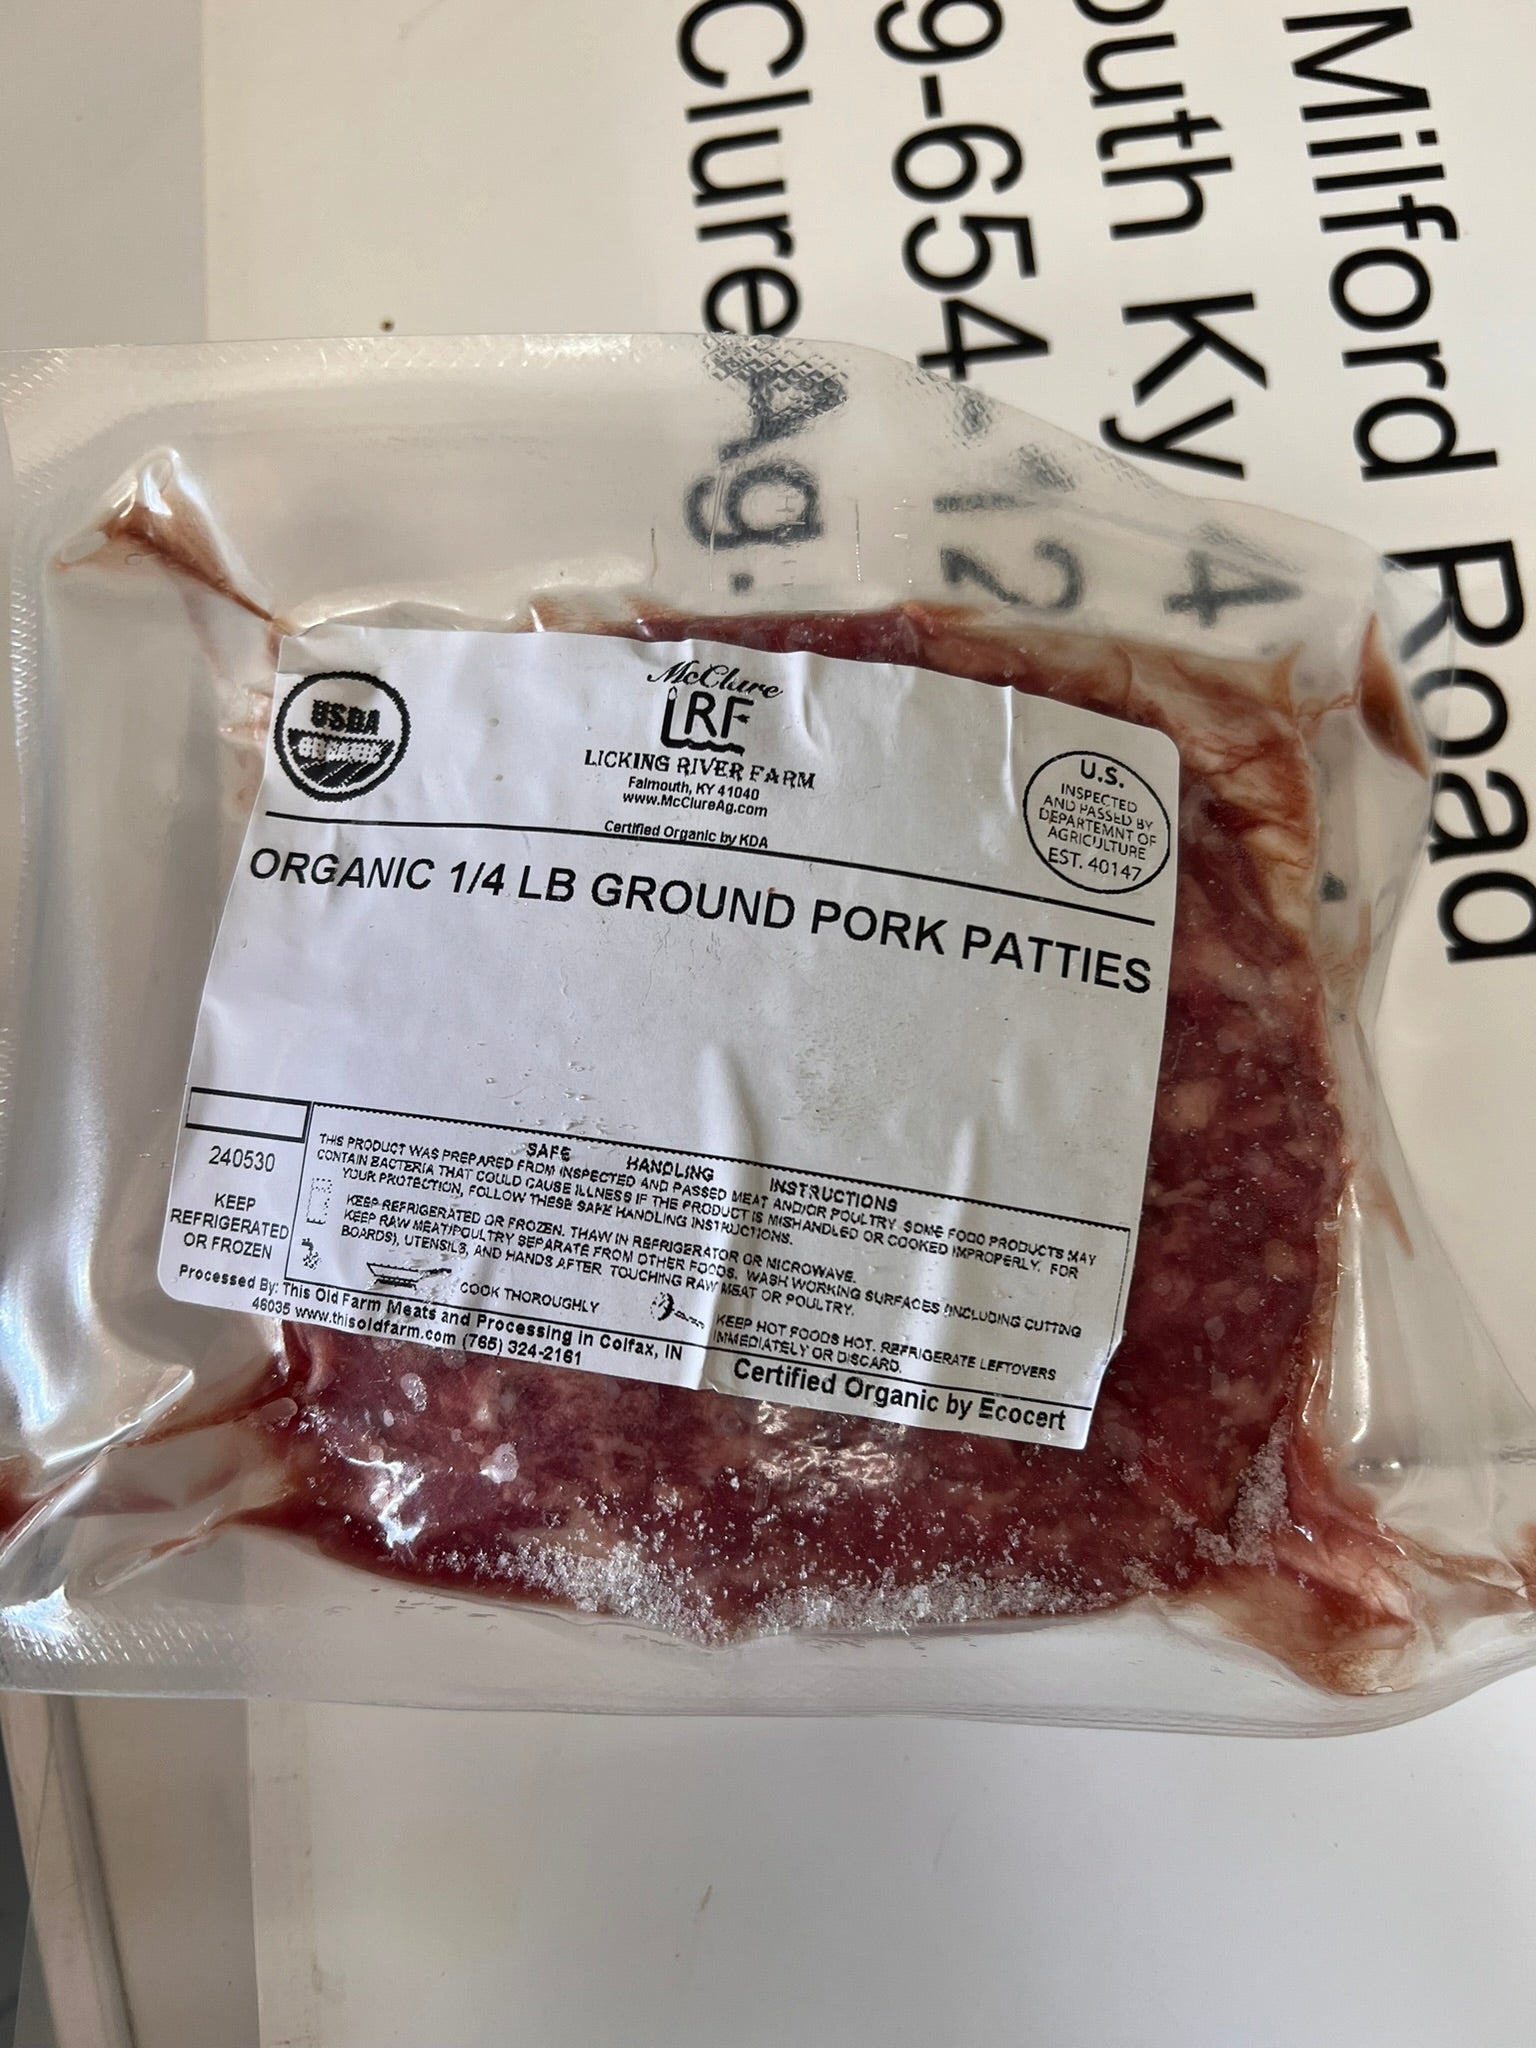 Milford Road
outh Ky 4
9-654 12
Clure Ag.
USDA
ORGANIC
McClure
LRF
LICKING RIVER FARM
Falmouth, KY 41040
www.McClureAg.com
Certified Organic by KDA
U.S.
INSPECTED
AND PASSED BY
DEPARTEMNT OF
AGRICULTURE
EST. 40147
ORGANIC 1/4 LB GROUND PORK PATTIES
240530
KEEP
REFRIGERATED
OR FROZEN
SAFE HANDLING INSTRUCTIONS
THIS PRODUCT WAS PREPARED FROM INSPECTED AND PASSED MEAT AND/OR POULTRY. SOME FOOD PRODUCTS MAY
CONTAIN BACTERIA THAT COULD CAUSE ILLNESS IF THE PRODUCT IS MISHANDLED OR COOKED IMPROPERLY. FOR
YOUR PROTECTION, FOLLOW THESE SAFE HANDLING INSTRUCTIONS.
KEEP REFRIGERATED OR FROZEN. THAW IN REFRIGERATOR OR MICROWAVE.
KEEP RAW MEAT/POULTRY SEPARATE FROM OTHER FOODS. WASH WORKING SURFACES (INCLUDING CUTTING
BOARDS), UTENSILS, AND HANDS AFTER TOUCHING RAW MEAT OR POULTRY.
COOK THOROUGHLY
KEEP HOT FOODS HOT. REFRIGERATE LEFTOVERS
IMMEDIATELY OR DISCARD.
Processed By: This Old Farm Meats and Processing in Colfax, IN
46035 www.thisoldfarm.com (765) 324-2161
Certified Organic by Ecocert